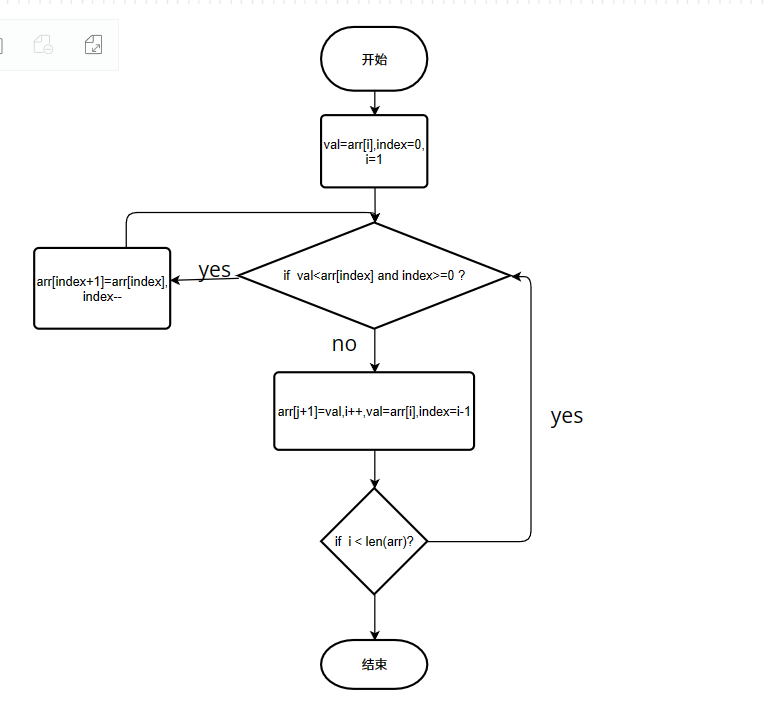 开始
val=arr[i],index=0,
i=1
if val<arr[index] and index>=0 ?
yes
arr[index+1]=arr[index],
index--
no
arr[j+1]=val,i++,val=arr[i],index=i-1
yes
if i < len(arr)?
结束